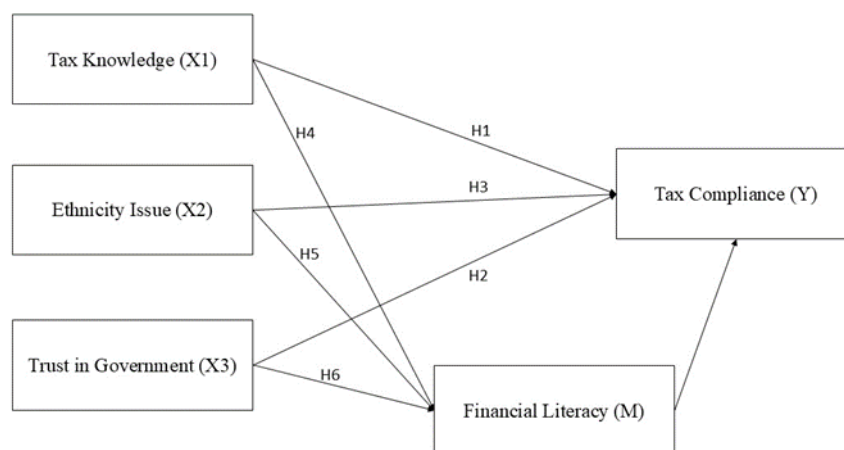 Tax Knowledge (X1)
H4
H1
Ethnicity Issue (X2)
H3
Tax Compliance (Y)
H5
H2
Trust in Government (X3)
H6
Financial Literacy (M)